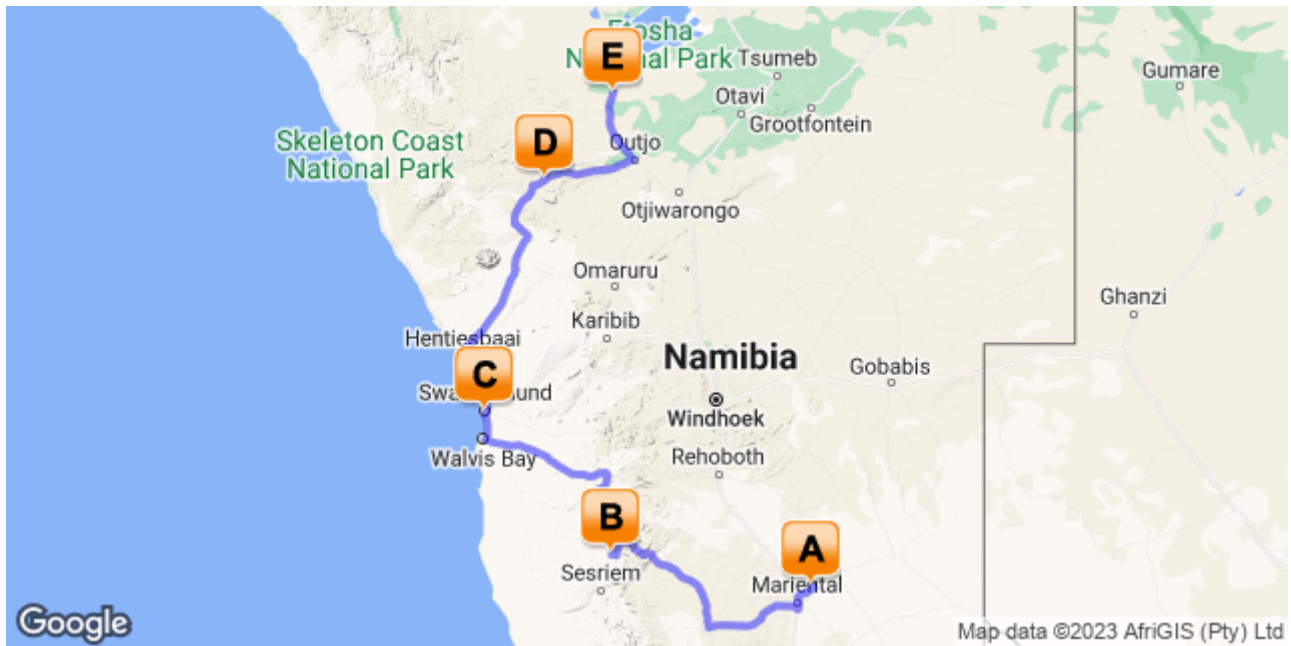 Etosha
National Park
E
Tsumeb
Gumare
Otavi
Grootfontein
Skeleton Coast
National Park
D
Outjo
Otjiwarongo
Omaruru
Ghanzi
Karibib
Hentiesbaai
Namibia
C
Gobabis
Windhoek
Walvis Bay
Rehoboth
B
A
Sesriem
Mariental
Google
Map data ©2023 AfriGIS (Pty) Ltd